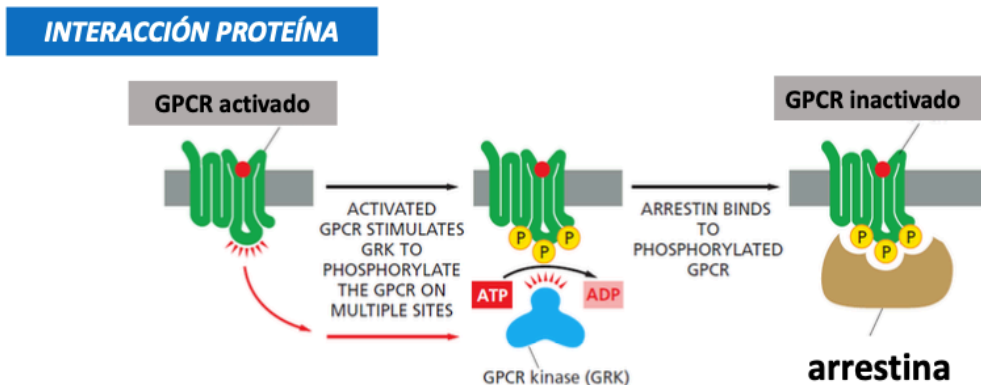 INTERACCIÓN PROTEÍNA
GPCR activado
GPCR inactivado
ACTIVATED
GPCR STIMULATES
GRK TO
PHOSPHORYLATE
THE GPCR ON
MULTIPLE SITES
P
P
P
ATP
ADP
GPCR kinase (GRK)
ARRESTIN BINDS
TO
PHOSPHORYLATED
GPCR
P
P
P
arrestina